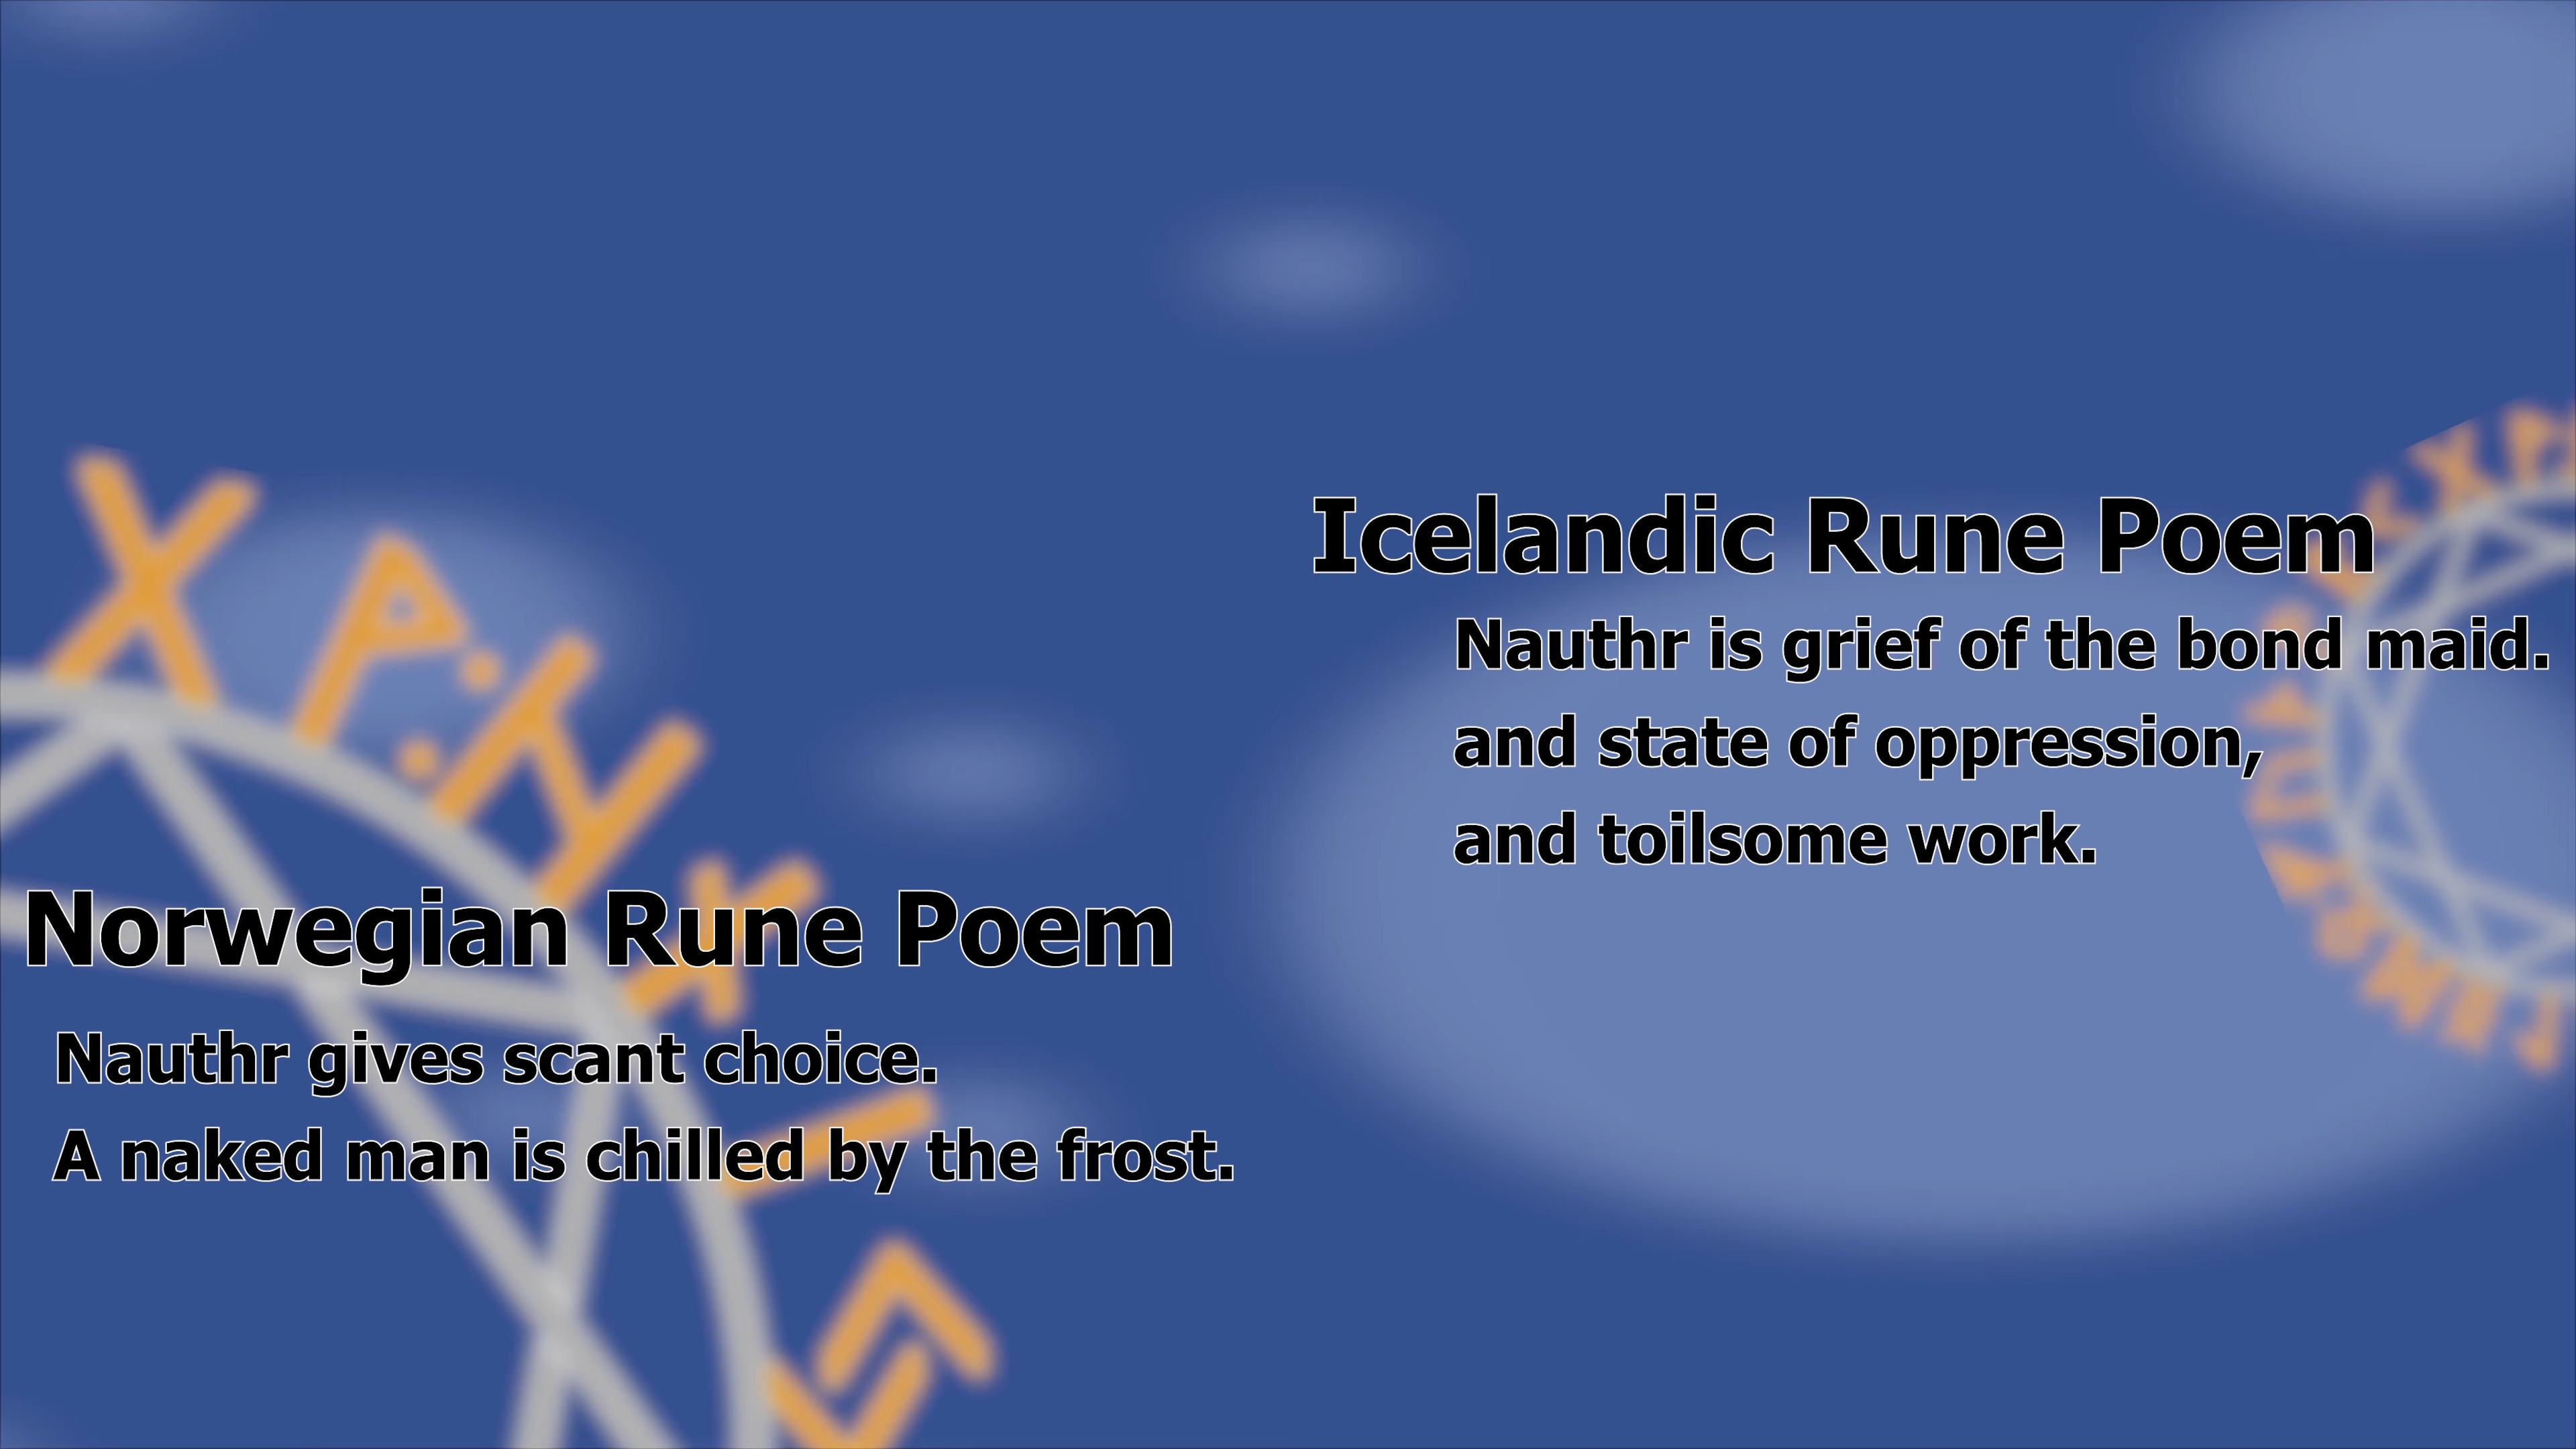 Norwegian Rune Poem
Nauthr gives scant choice.
A naked man is chilled by the frost.
Icelandic Rune Poem
Nauthr is grief of the bond maid.
and state of oppression,
and toilsome work.